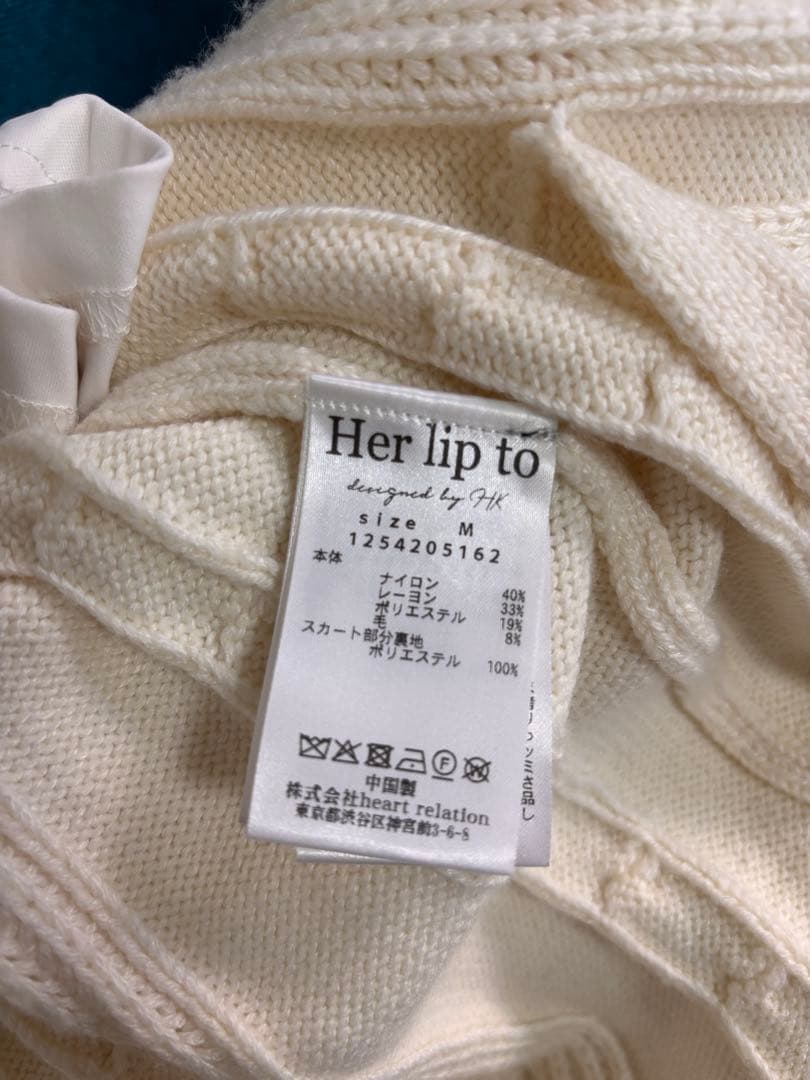 Her lip to
designed by HK
size M
1254205162
本体
ナイロン 40%
レーヨン 33%
ポリエステル 19%
毛 8%
スカート部分裏地
ポリエステル 100%
中国製
株式会社heart relation
東京都渋谷区神宮前3-6-8